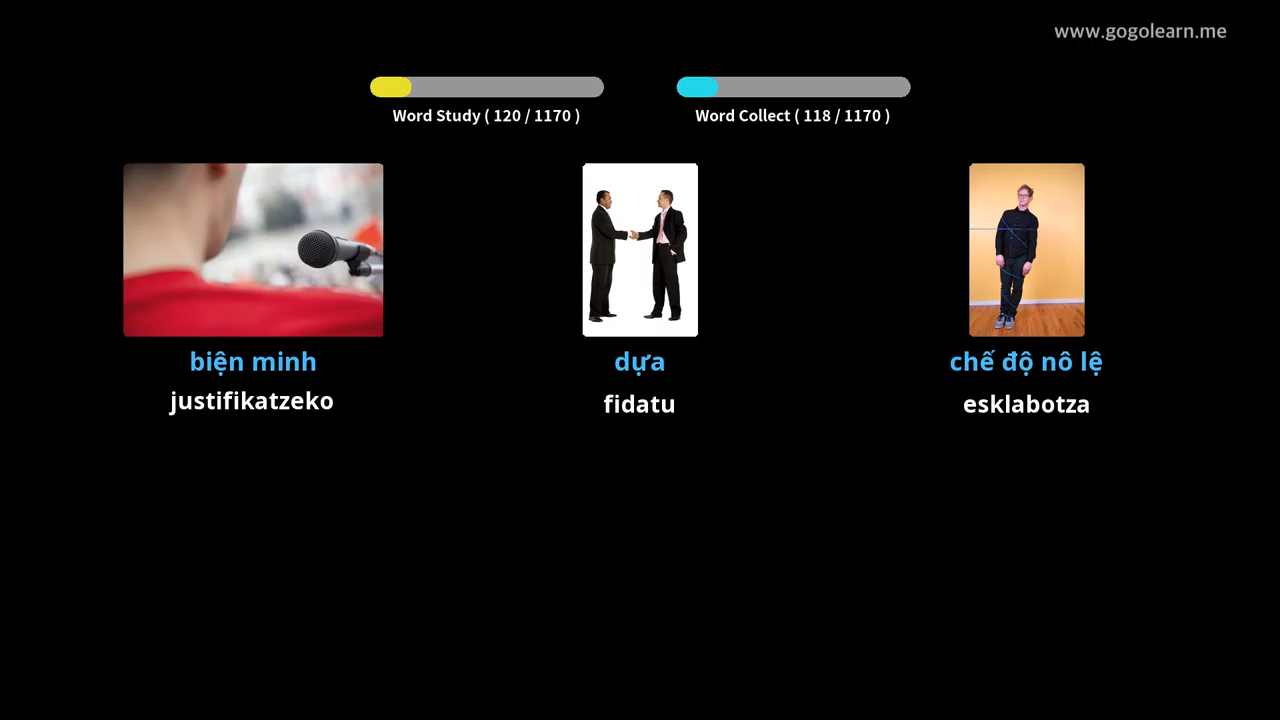 www.gogolearn.me
Word Study ( 120 / 1170 )
Word Collect ( 118 / 1170 )
biện minh
dựa
chế độ nô lệ
justifikatzeko
fidatu
esklabotza